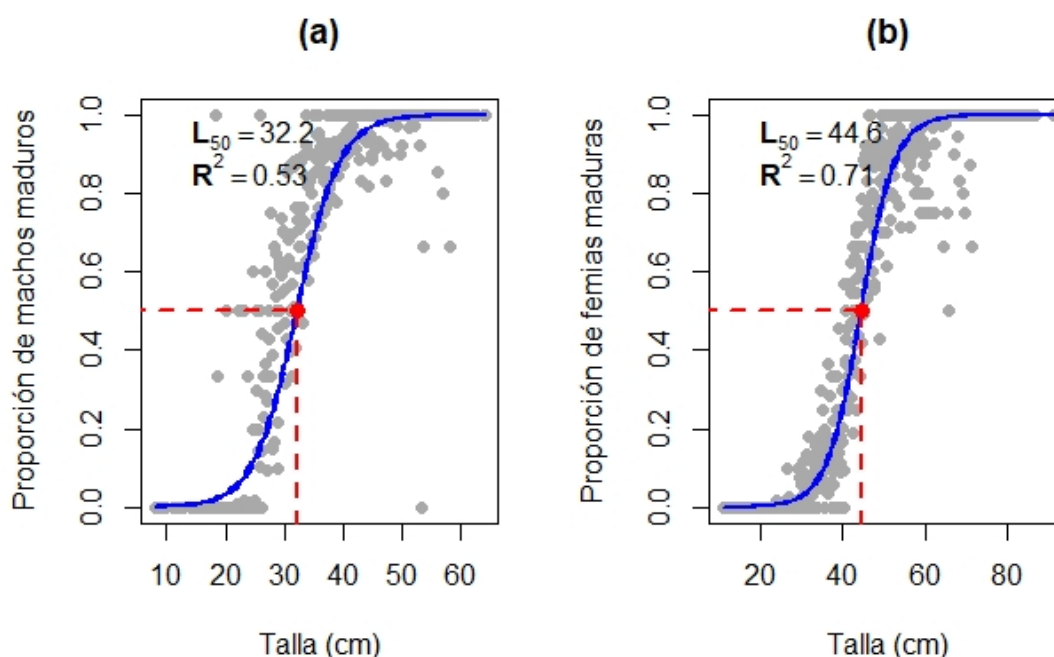 (a)
Proporción de machos maduros
0.0 0.2 0.4 0.6 0.8 1.0
L50 = 32.2
R2 = 0.53
10 20 30 40 50 60
Talla (cm)
(b)
Proporción de femias maduras
0.0 0.2 0.4 0.6 0.8 1.0
L50 = 44.6
R2 = 0.71
20 40 60 80
Talla (cm)